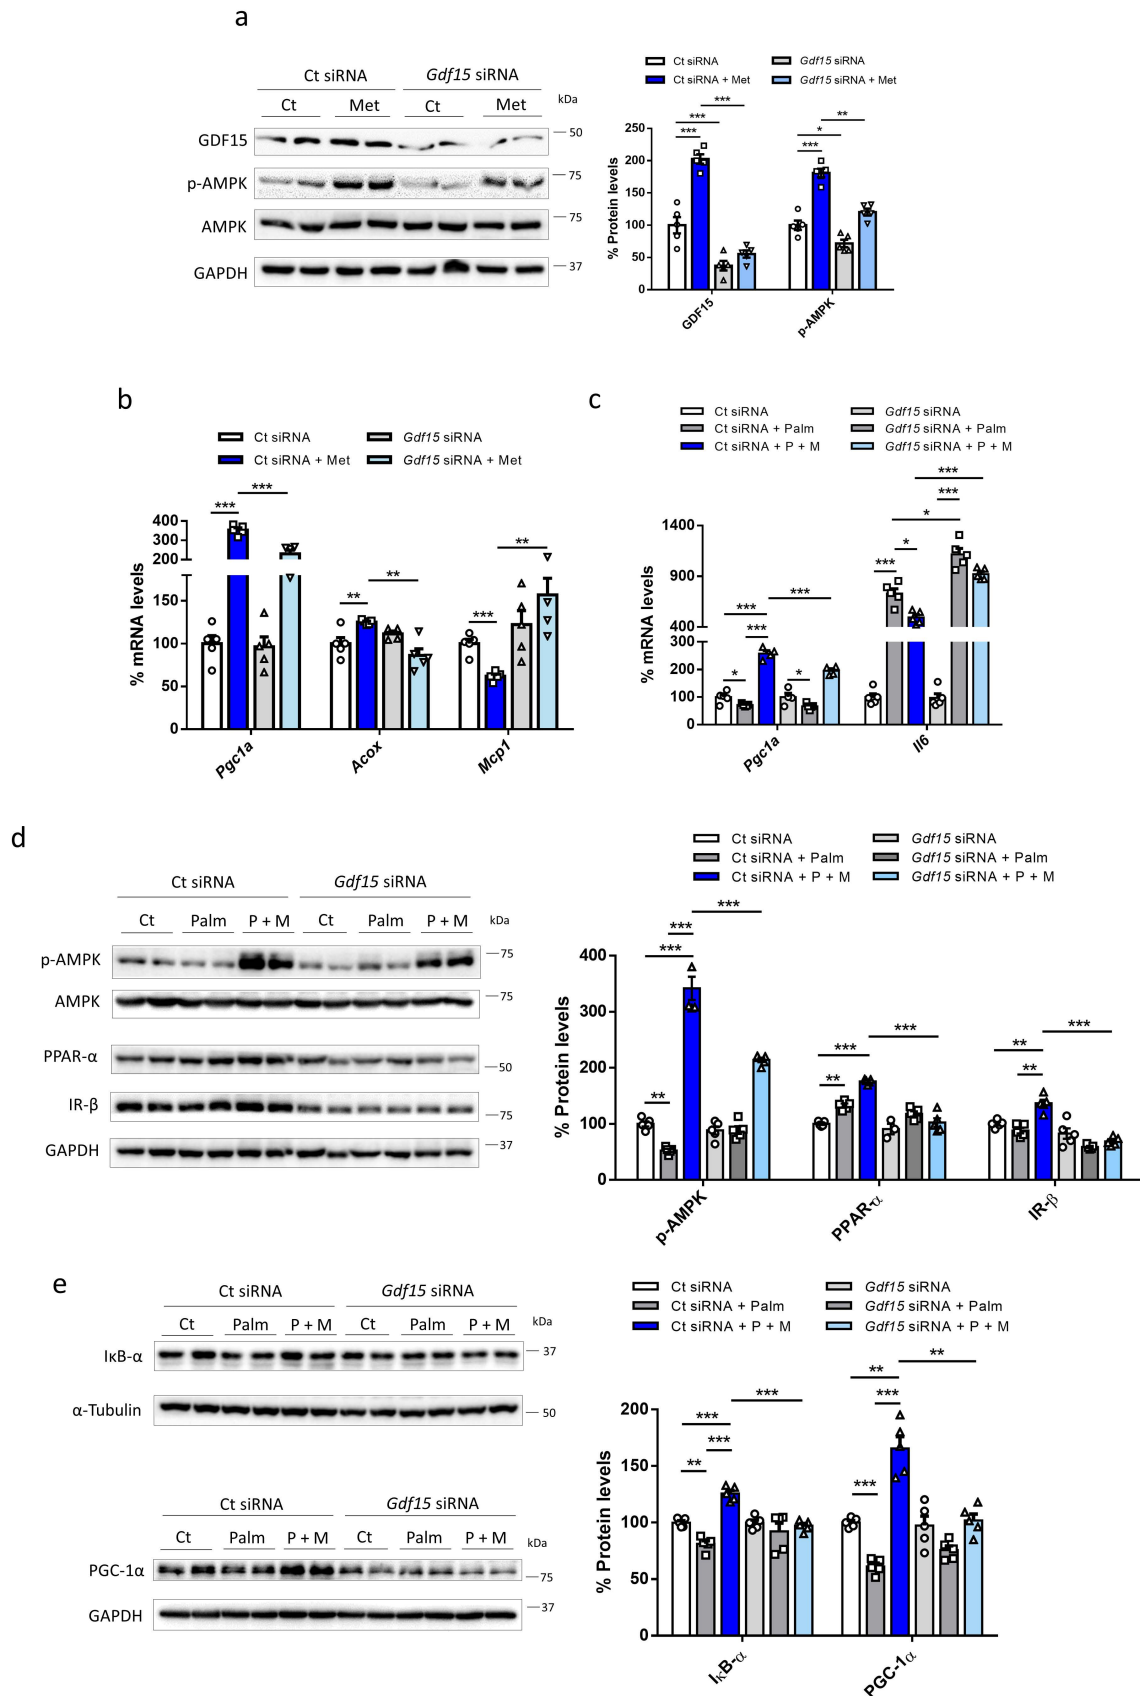 a
Ct siRNA Gdf15 siRNA
Ct Met Ct Met kDa
GDF15 50
p-AMPK 75
AMPK 75
GAPDH 37
Ct siRNA Gdf15 siRNA
Ct siRNA + Met Gdf15 siRNA + Met
*** **
*** *
*** ***
% Protein levels
250
200
150
100
50
0
GDF15 p-AMPK
b
Ct siRNA Gdf15 siRNA
Ct siRNA + Met Gdf15 siRNA + Met
*** *** ** ** *** **
% mRNA levels
400
300
200
150
100
50
0
Pgc1a Acox Mcp1
c
Ct siRNA Gdf15 siRNA
Ct siRNA + Palm Gdf15 siRNA + Palm
Ct siRNA + P + M Gdf15 siRNA + P + M
***
***
*
*** *
*** ***
***
* *
% mRNA levels
1400
900
400
300
200
100
0
Pgc1a Il6
d
Ct siRNA Gdf15 siRNA
Ct Palm P + M Ct Palm P + M kDa
p-AMPK 75
AMPK 75
PPAR-α 50
IR-β 75
GAPDH 37
Ct siRNA Gdf15 siRNA
Ct siRNA + Palm Gdf15 siRNA + Palm
Ct siRNA + P + M Gdf15 siRNA + P + M
***
***
***
*** *** ***
** **
** **
% Protein levels
400
300
200
100
0
p-AMPK PPAR-α IR-β
e
Ct siRNA Gdf15 siRNA
Ct Palm P + M Ct Palm P + M kDa
IκB-α 37
α-Tubulin 50
Ct siRNA Gdf15 siRNA
Ct Palm P + M Ct Palm P + M kDa
PGC-1α 75
GAPDH 37
Ct siRNA Gdf15 siRNA
Ct siRNA + Palm Gdf15 siRNA + Palm
Ct siRNA + P + M Gdf15 siRNA + P + M
** **
*** *** ***
***
** ***
% Protein levels
200
150
100
50
0
IκB-α PGC-1α